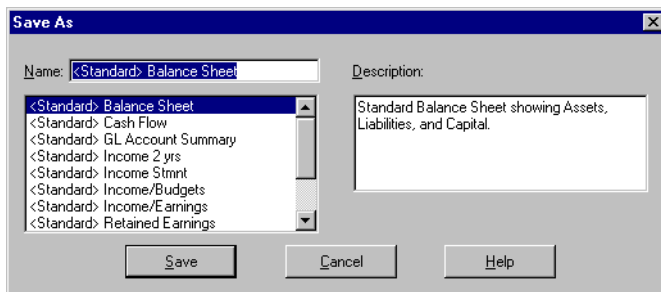 Save As
Name: <Standard> Balance Sheet
Description:
<Standard> Balance Sheet
<Standard> Cash Flow
<Standard> GL Account Summary
<Standard> Income 2 yrs
<Standard> Income Stmnt
<Standard> Income/Budgets
<Standard> Income/Earnings
<Standard> Retained Earnings
Standard Balance Sheet showing Assets,
Liabilities, and Capital.
Save
Cancel
Help